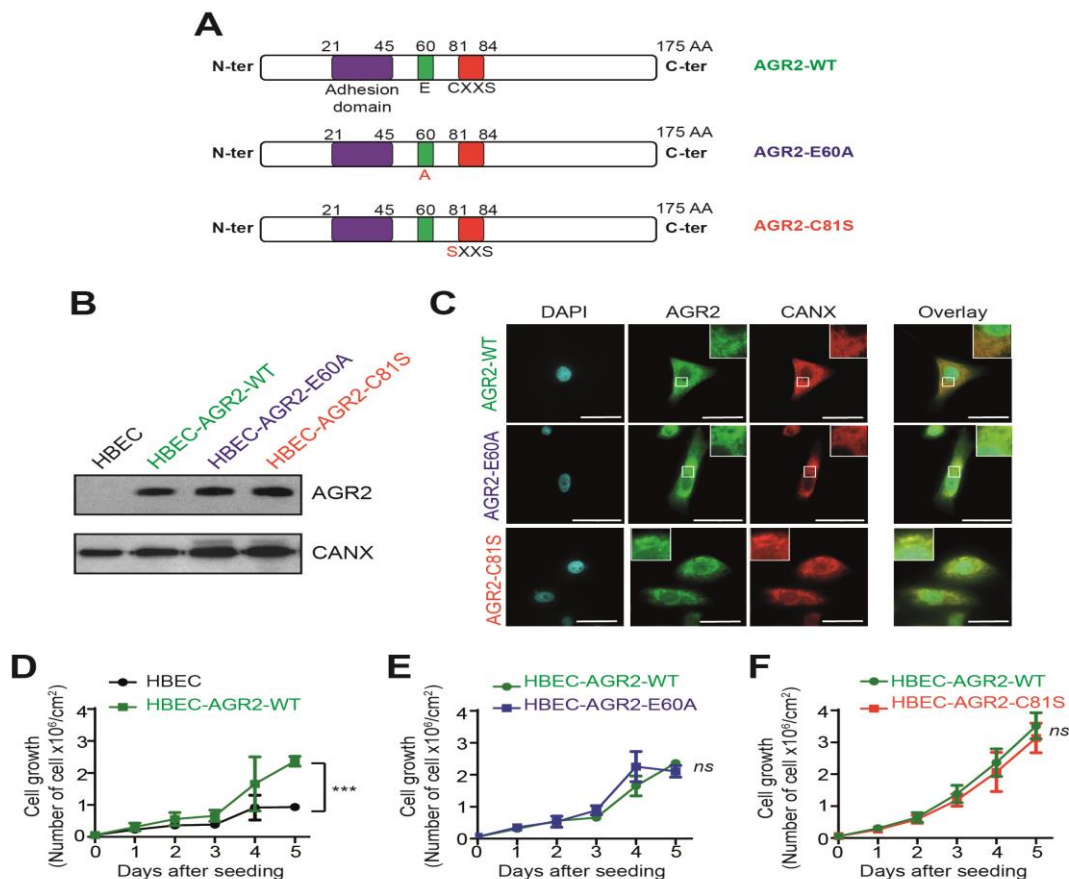 A
21 45 60 81 84 175 AA
N-ter C-ter AGR2-WT
Adhesion domain E CXXS
21 45 60 81 84 175 AA
N-ter C-ter AGR2-E60A
A
21 45 60 81 84 175 AA
N-ter C-ter AGR2-C81S
SXXS
B
HBEC
HBEC-AGR2-WT
HBEC-AGR2-E60A
HBEC-AGR2-C81S
AGR2
CANX
C
DAPI AGR2 CANX Overlay
AGR2-WT
AGR2-E60A
AGR2-C81S
D
HBEC
HBEC-AGR2-WT
Cell growth
(Number of cell x10⁶/cm²)
4
3
2
1
0
***
0 1 2 3 4 5
Days after seeding
E
HBEC-AGR2-WT
HBEC-AGR2-E60A
Cell growth
(Number of cell x10⁶/cm²)
4
3
2
1
0
ns
0 1 2 3 4 5
Days after seeding
F
HBEC-AGR2-WT
HBEC-AGR2-C81S
Cell growth
(Number of cell x10⁶/cm²)
4
3
2
1
0
ns
0 1 2 3 4 5
Days after seeding